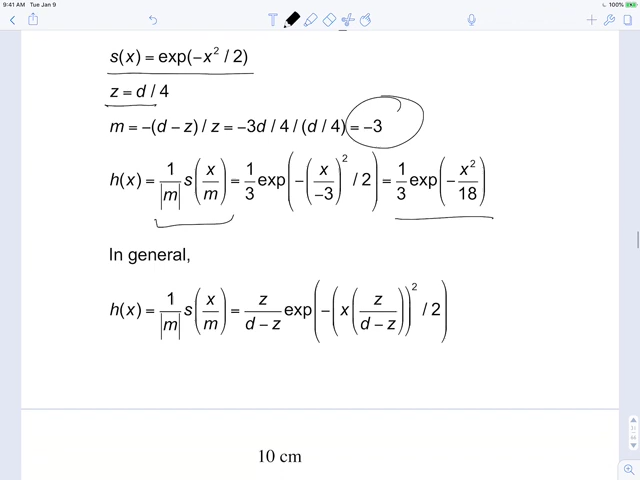 9:41 AM Tue Jan 9
100%
s(x) = exp(−x² / 2)
z = d / 4
m = −(d − z) / z = −3d / 4 / (d / 4) = −3
h(x) = 1/|m| s(x/m) = 1/3 exp(−(x/−3)² / 2) = 1/3 exp(−x²/18)
In general,
h(x) = 1/|m| s(x/m) = z/(d − z) exp(−(x(z/(d − z)))² / 2)
10 cm